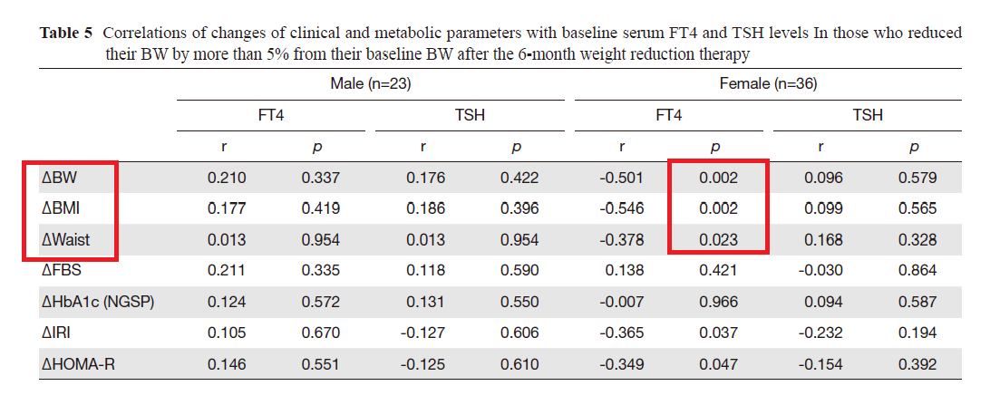 Table 5 Correlations of changes of clinical and metabolic parameters with baseline serum FT4 and TSH levels In those who reduced
their BW by more than 5% from their baseline BW after the 6-month weight reduction therapy
Male (n=23) Female (n=36)
FT4 TSH FT4 TSH
r p r p r p r p
ΔBW 0.210 0.337 0.176 0.422 -0.501 0.002 0.096 0.579
ΔBMI 0.177 0.419 0.186 0.396 -0.546 0.002 0.099 0.565
ΔWaist 0.013 0.954 0.013 0.954 -0.378 0.023 0.168 0.328
ΔFBS 0.211 0.335 0.118 0.590 0.138 0.421 -0.030 0.864
ΔHbA1c (NGSP) 0.124 0.572 0.131 0.550 -0.007 0.966 0.094 0.587
ΔIRI 0.105 0.670 -0.127 0.606 -0.365 0.037 -0.232 0.194
ΔHOMA-R 0.146 0.551 -0.125 0.610 -0.349 0.047 -0.154 0.392